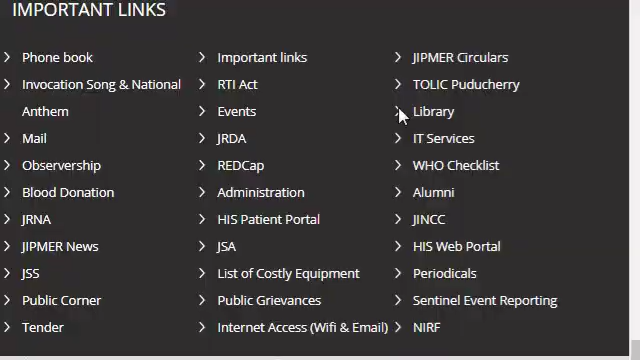 IMPORTANT LINKS
Phone book
Invocation Song & National
Anthem
Mail
Observership
Blood Donation
JRNA
JIPMER News
JSS
Public Corner
Tender
Important links
RTI Act
Events
JRDA
REDCap
Administration
HIS Patient Portal
JSA
List of Costly Equipment
Public Grievances
Internet Access (Wifi & Email)
JIPMER Circulars
TOLIC Puducherry
Library
IT Services
WHO Checklist
Alumni
JINCC
HIS Web Portal
Periodicals
Sentinel Event Reporting
NIRF